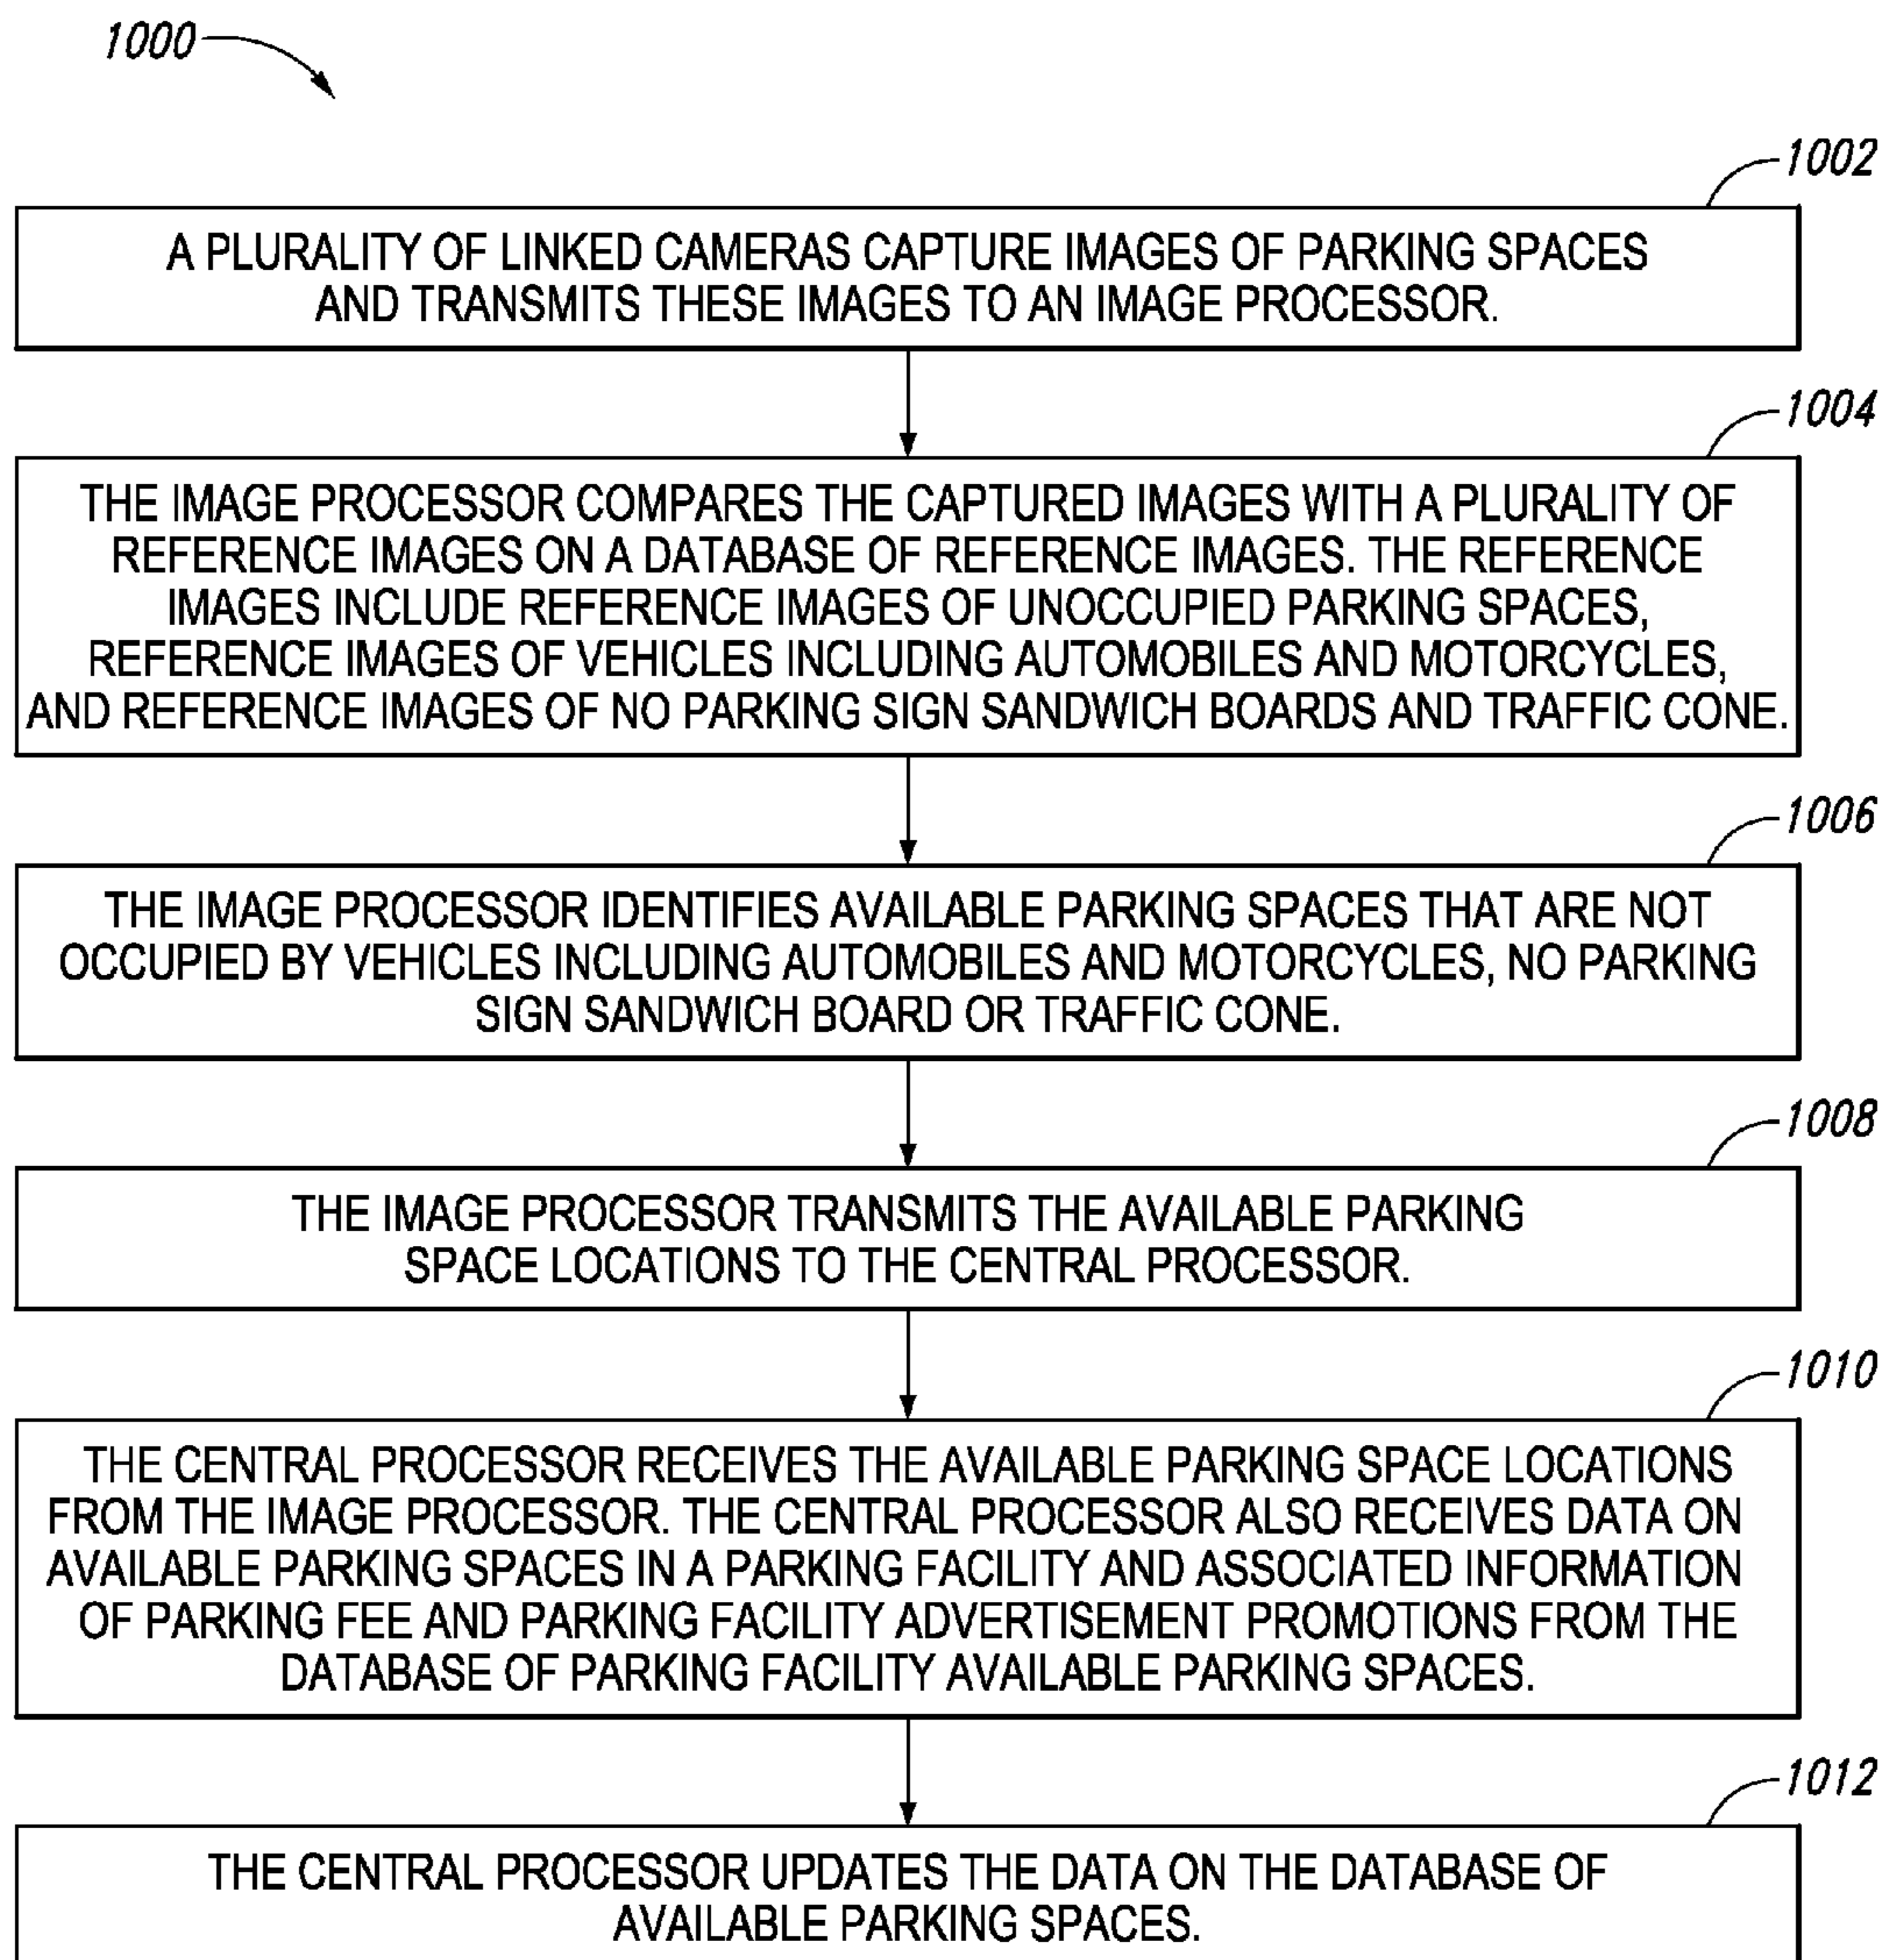 1000
1002
A PLURALITY OF LINKED CAMERAS CAPTURE IMAGES OF PARKING SPACES
AND TRANSMITS THESE IMAGES TO AN IMAGE PROCESSOR.
1004
THE IMAGE PROCESSOR COMPARES THE CAPTURED IMAGES WITH A PLURALITY OF
REFERENCE IMAGES ON A DATABASE OF REFERENCE IMAGES. THE REFERENCE
IMAGES INCLUDE REFERENCE IMAGES OF UNOCCUPIED PARKING SPACES,
REFERENCE IMAGES OF VEHICLES INCLUDING AUTOMOBILES AND MOTORCYCLES,
AND REFERENCE IMAGES OF NO PARKING SIGN SANDWICH BOARDS AND TRAFFIC CONE.
1006
THE IMAGE PROCESSOR IDENTIFIES AVAILABLE PARKING SPACES THAT ARE NOT
OCCUPIED BY VEHICLES INCLUDING AUTOMOBILES AND MOTORCYCLES, NO PARKING
SIGN SANDWICH BOARD OR TRAFFIC CONE.
1008
THE IMAGE PROCESSOR TRANSMITS THE AVAILABLE PARKING
SPACE LOCATIONS TO THE CENTRAL PROCESSOR.
1010
THE CENTRAL PROCESSOR RECEIVES THE AVAILABLE PARKING SPACE LOCATIONS
FROM THE IMAGE PROCESSOR. THE CENTRAL PROCESSOR ALSO RECEIVES DATA ON
AVAILABLE PARKING SPACES IN A PARKING FACILITY AND ASSOCIATED INFORMATION
OF PARKING FEE AND PARKING FACILITY ADVERTISEMENT PROMOTIONS FROM THE
DATABASE OF PARKING FACILITY AVAILABLE PARKING SPACES.
1012
THE CENTRAL PROCESSOR UPDATES THE DATA ON THE DATABASE OF
AVAILABLE PARKING SPACES.